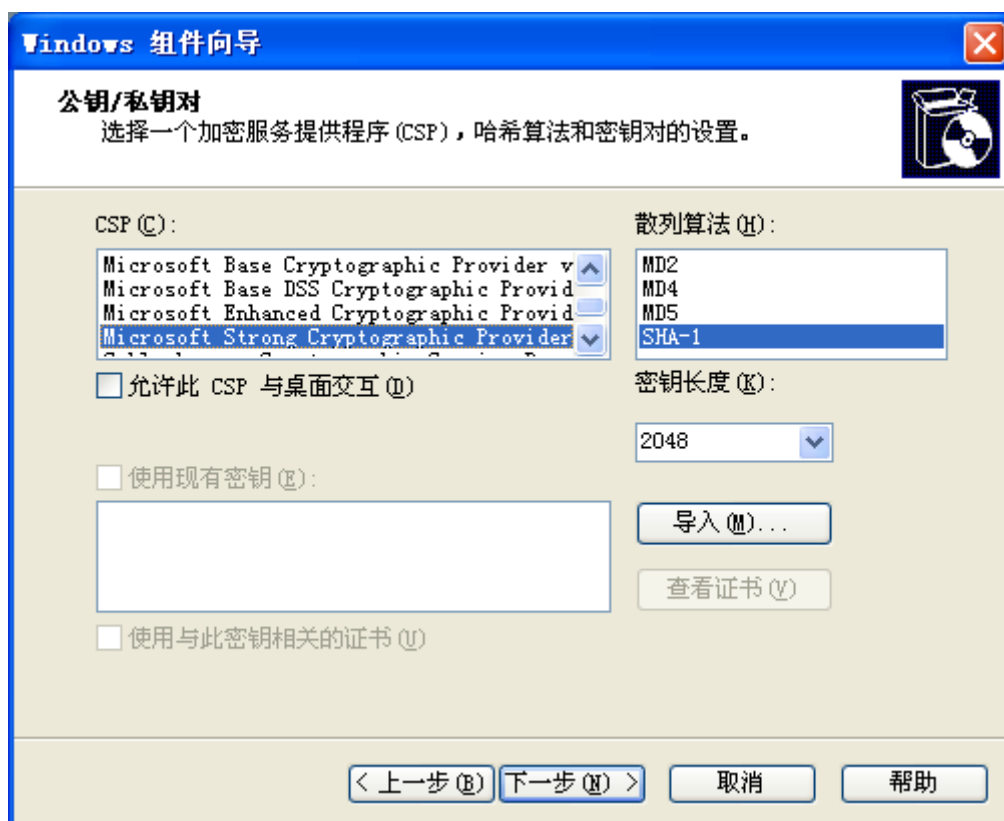 Windows 组件向导
公钥/私钥对
选择一个加密服务提供程序(CSP),哈希算法和密钥对的设置。
CSP(C):
散列算法(H):
Microsoft Base Cryptographic Provider v
Microsoft Base DSS Cryptographic Provid
Microsoft Enhanced Cryptographic Provid
Microsoft Strong Cryptographic Provider
MD2
MD4
MD5
SHA-1
允许此 CSP 与桌面交互(D)
密钥长度(K):
2048
使用现有密钥(E):
导入(M)...
查看证书(V)
使用与此密钥相关的证书(U)
< 上一步(B)
下一步(N) >
取消
帮助